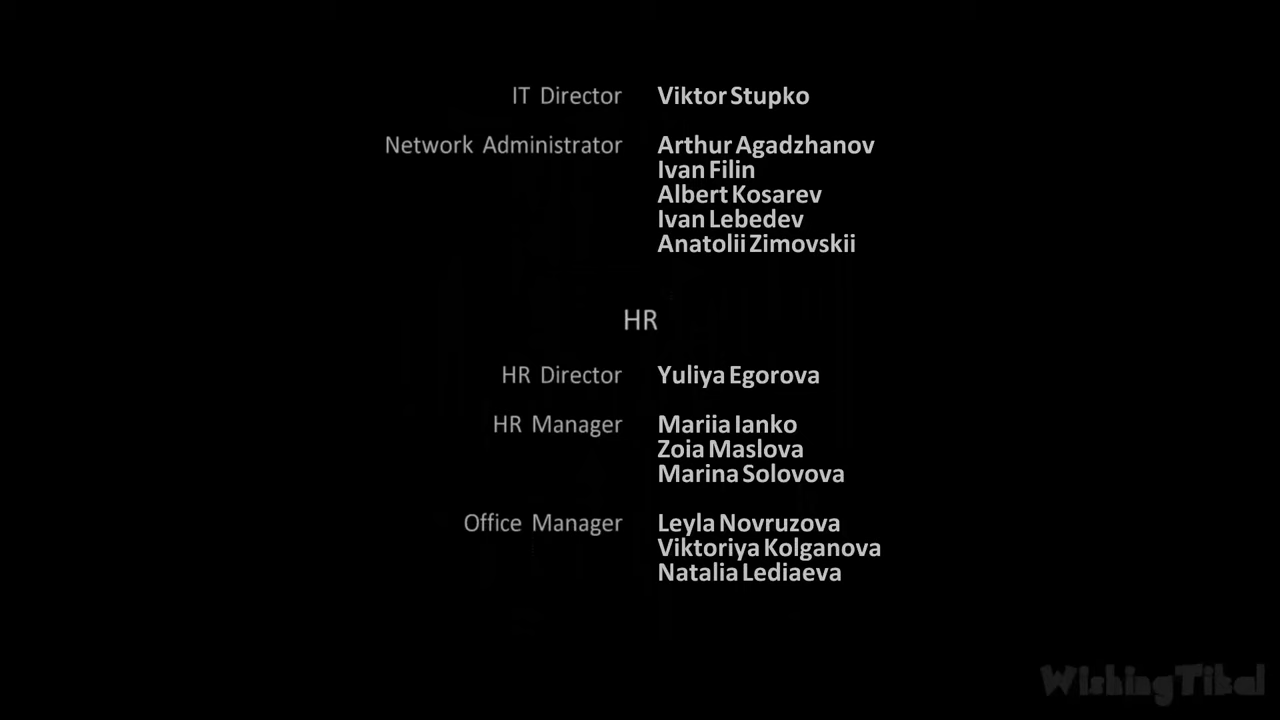 IT Director Viktor Stupko
Network Administrator Arthur Agadzhanov
Ivan Filin
Albert Kosarev
Ivan Lebedev
Anatolii Zimovskii
HR
HR Director Yuliya Egorova
HR Manager Mariia Ianko
Zoia Maslova
Marina Solovova
Office Manager Leyla Novruzova
Viktoriya Kolganova
Natalia Lediaeva
WishingTikal